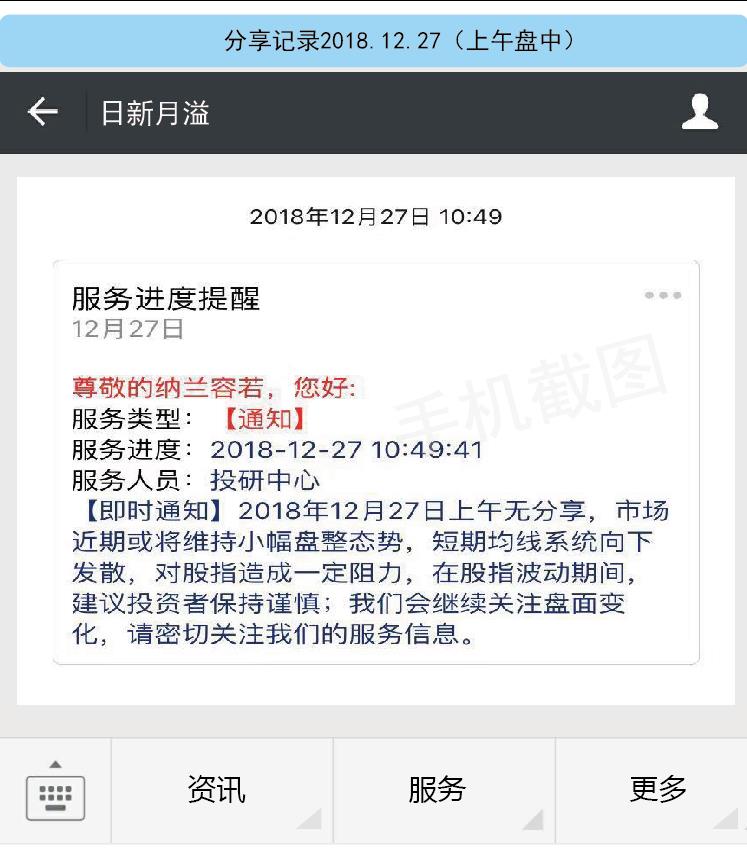 分享记录2018.12.27（上午盘中）
日新月溢
2018年12月27日 10:49
服务进度提醒
12月27日
尊敬的纳兰容若，您好:
服务类型：【通知】
服务进度：2018-12-27 10:49:41
服务人员：投研中心
【即时通知】2018年12月27日上午无分享，市场
近期或将维持小幅盘整态势，短期均线系统向下
发散，对股指造成一定阻力，在股指波动期间，
建议投资者保持谨慎；我们会继续关注盘面变
化，请密切关注我们的服务信息。
手机截图
资讯
服务
更多